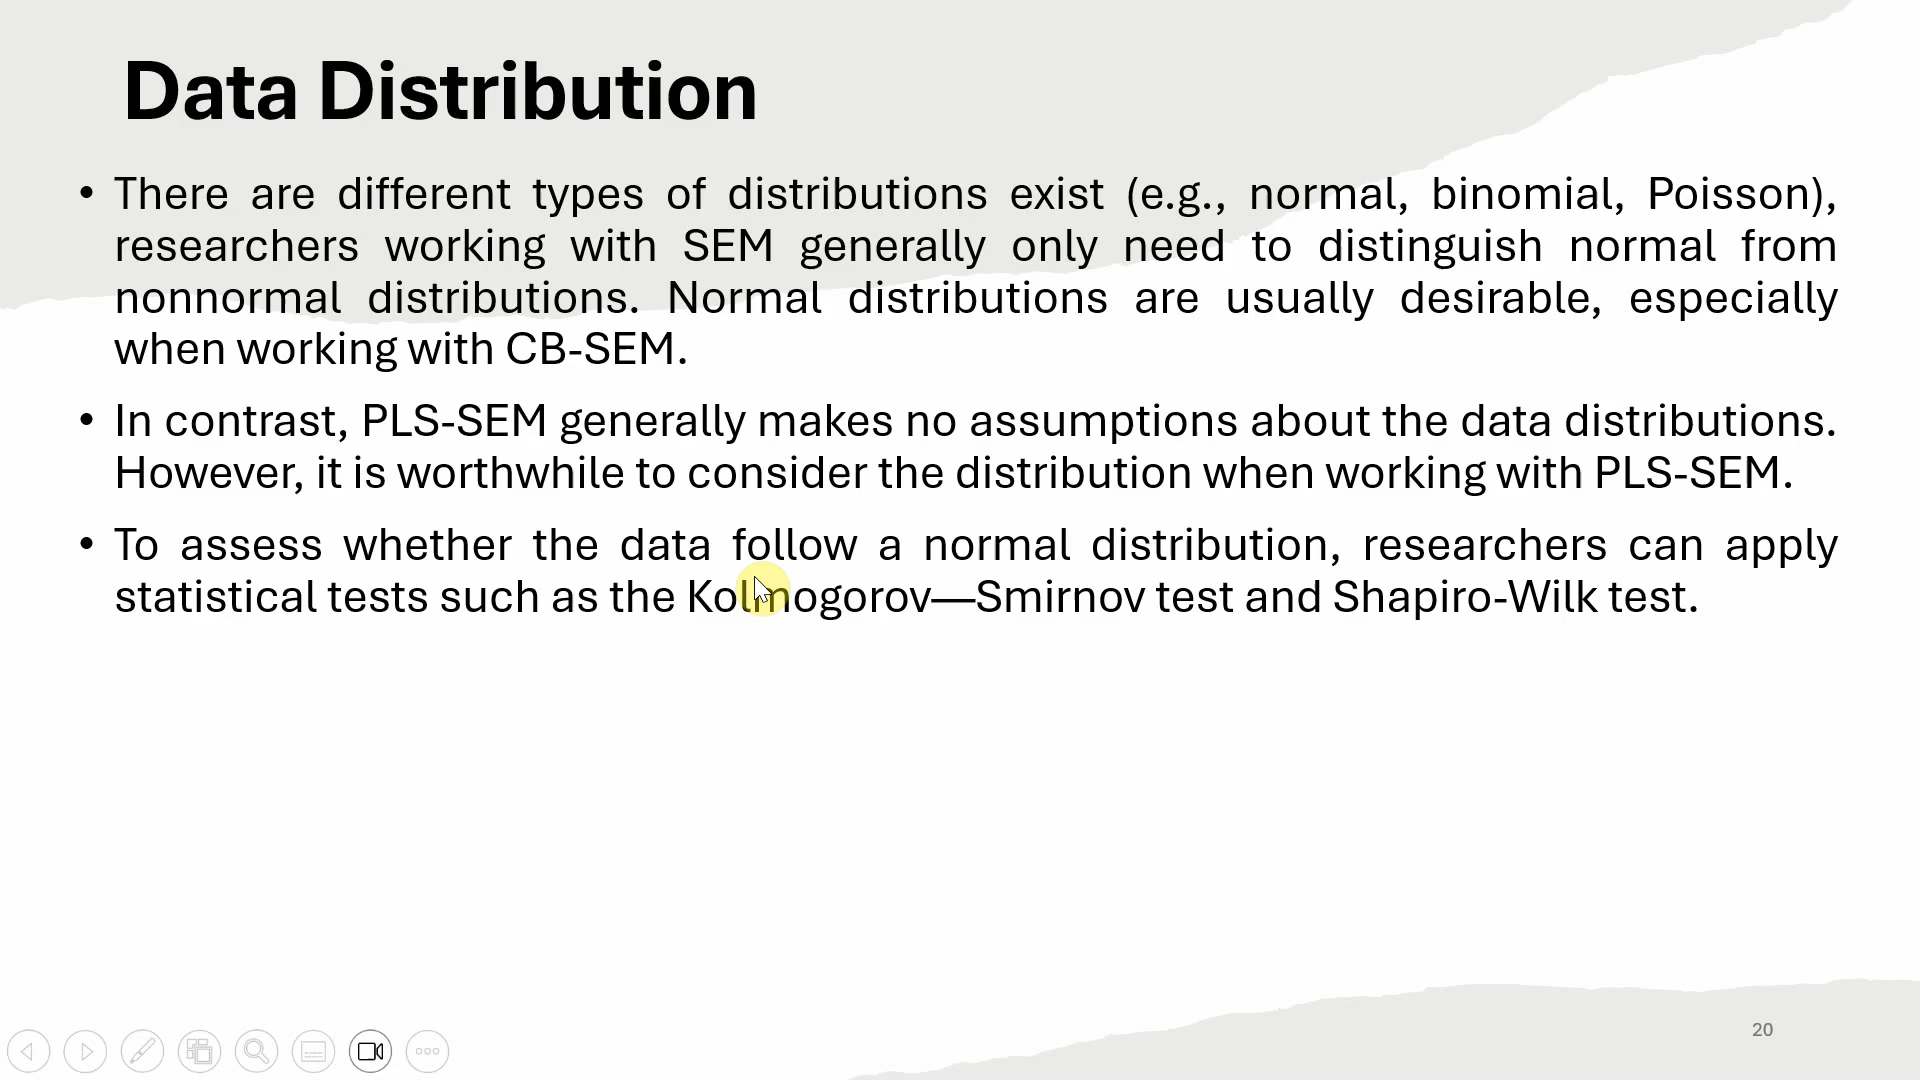 Data Distribution
• There are different types of distributions exist (e.g., normal, binomial, Poisson),
researchers working with SEM generally only need to distinguish normal from
nonnormal distributions. Normal distributions are usually desirable, especially
when working with CB-SEM.
• In contrast, PLS-SEM generally makes no assumptions about the data distributions.
However, it is worthwhile to consider the distribution when working with PLS-SEM.
• To assess whether the data follow a normal distribution, researchers can apply
statistical tests such as the Kolmogorov—Smirnov test and Shapiro-Wilk test.
20